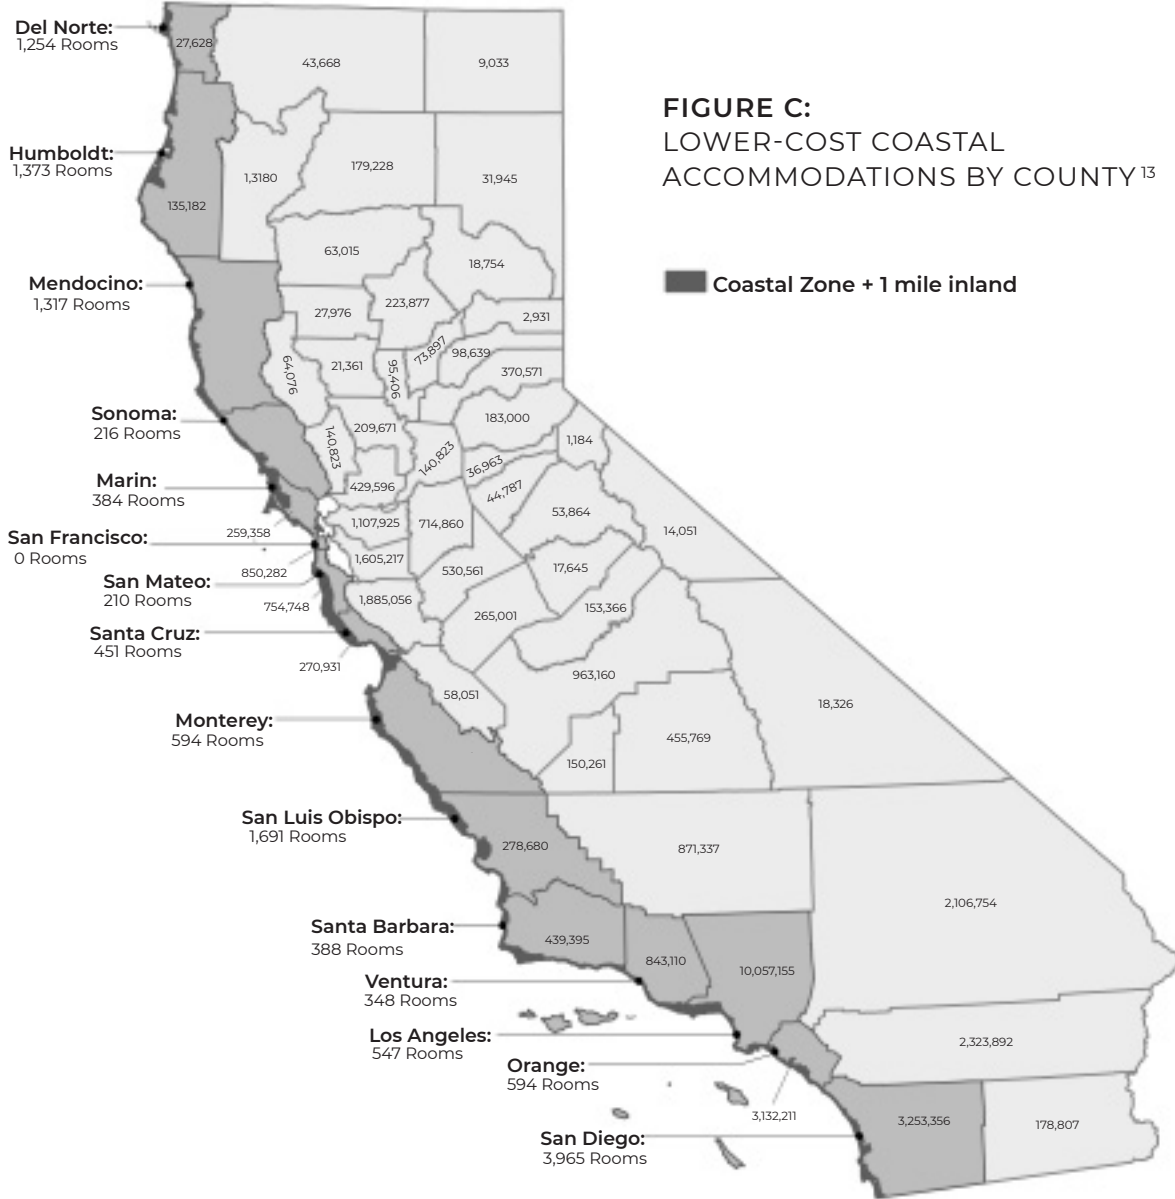 Del Norte:
1,254 Rooms
27,628
43,668
9,033
FIGURE C:
LOWER-COST COASTAL
ACCOMMODATIONS BY COUNTY 13
Humboldt:
1,373 Rooms
1,3180
179,228
31,945
135,182
63,015
18,754
Mendocino:
1,317 Rooms
Coastal Zone + 1 mile inland
27,976
223,877
2,931
64,076
21,361
95,406
73,897
98,639
370,571
Sonoma:
216 Rooms
140,823
209,671
140,823
183,000
1,184
36,963
44,787
Marin:
384 Rooms
429,596
259,358
1,107,925
714,860
53,864
14,051
San Francisco:
0 Rooms
850,282
1,605,217
530,561
17,645
San Mateo:
210 Rooms
754,748
1,885,056
265,001
153,366
Santa Cruz:
451 Rooms
270,931
58,051
963,160
18,326
Monterey:
594 Rooms
455,769
150,261
San Luis Obispo:
1,691 Rooms
278,680
871,337
2,106,754
Santa Barbara:
388 Rooms
439,395
843,110
10,057,155
Ventura:
348 Rooms
Los Angeles:
547 Rooms
2,323,892
Orange:
594 Rooms
3,132,211
3,253,356
178,807
San Diego:
3,965 Rooms